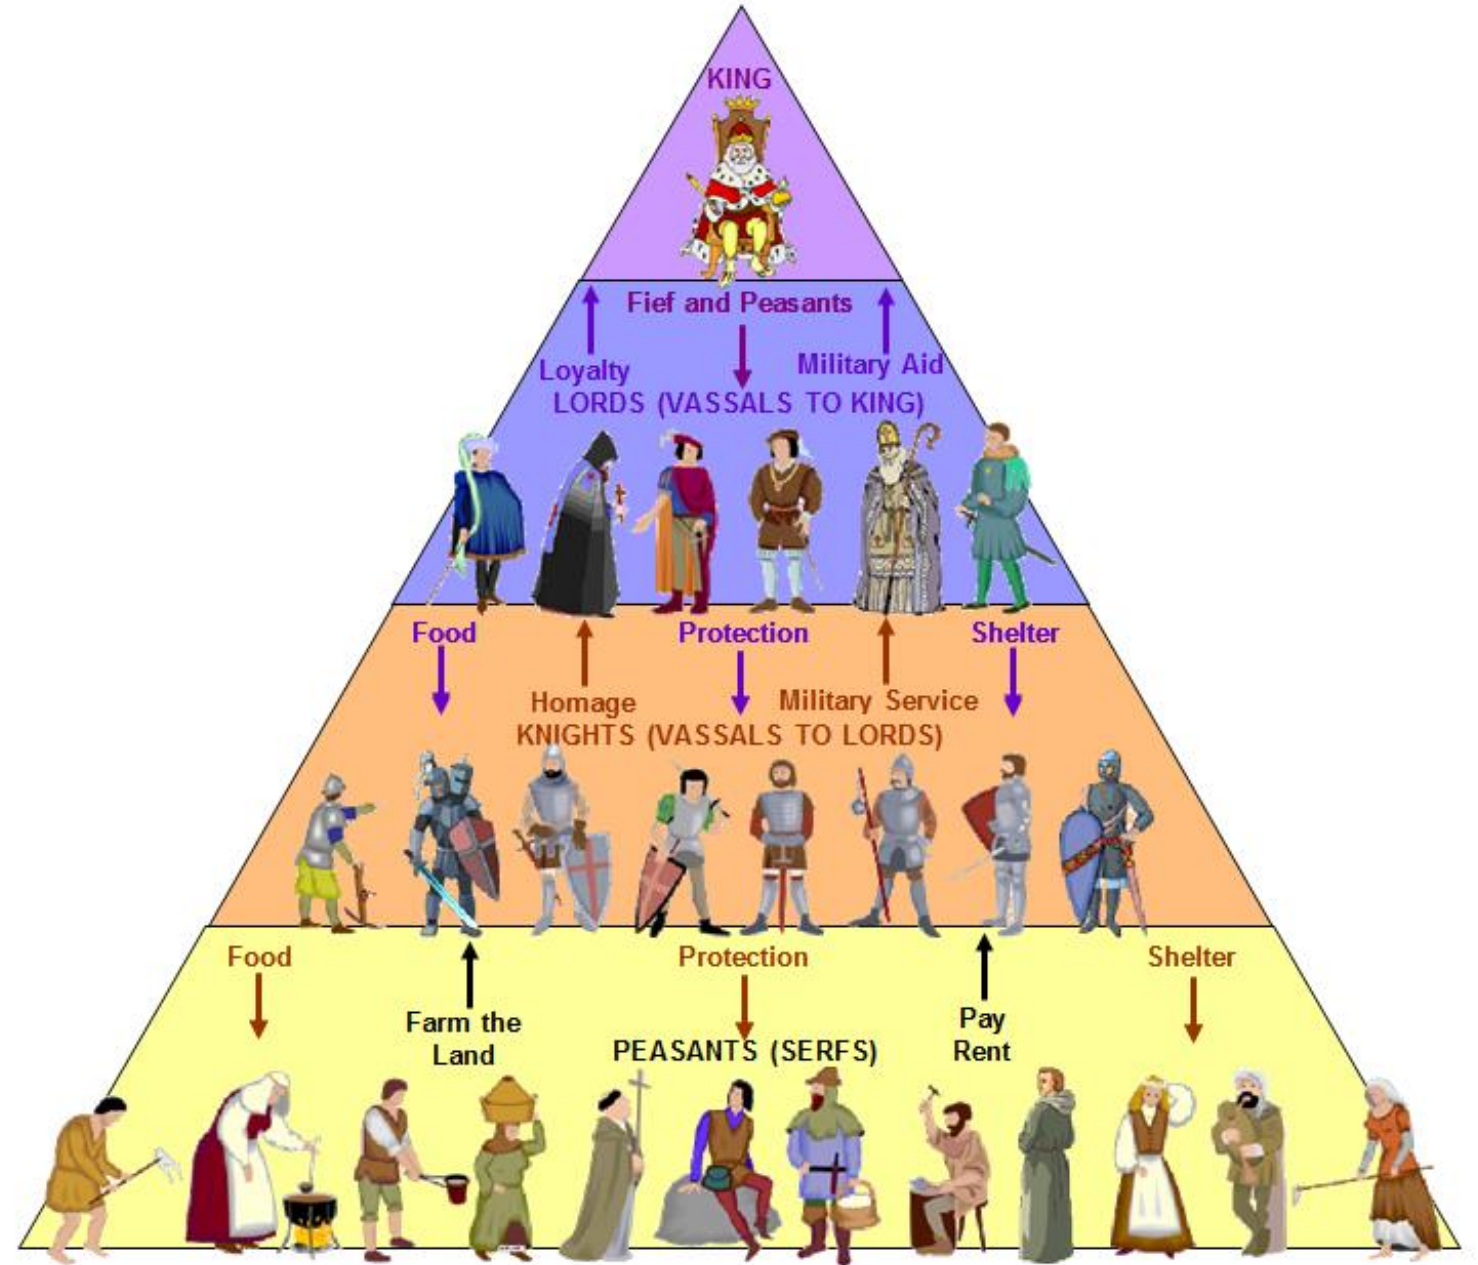 KING
Fief and Peasants
Loyalty
Military Aid
LORDS (VASSALS TO KING)
Food
Protection
Shelter
Homage
Military Service
KNIGHTS (VASSALS TO LORDS)
Food
Protection
Shelter
Farm the
Land
Pay
Rent
PEASANTS (SERFS)